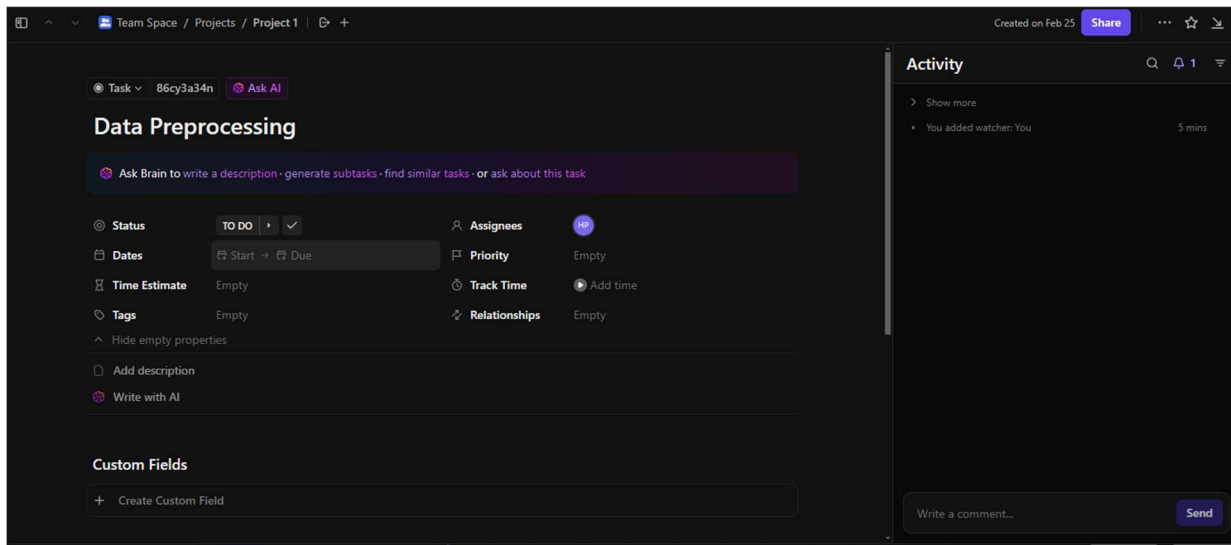 Team Space / Projects / Project 1
Created on Feb 25
Share
Task
86cy3a34n
Ask AI
Data Preprocessing
Ask Brain to write a description · generate subtasks · find similar tasks · or ask about this task
Status
TO DO
Assignees
HP
Dates
Start → Due
Priority
Empty
Time Estimate
Empty
Track Time
Add time
Tags
Empty
Relationships
Empty
Hide empty properties
Add description
Write with AI
Custom Fields
+ Create Custom Field
Activity
1
Show more
• You added watcher: You
5 mins
Write a comment...
Send